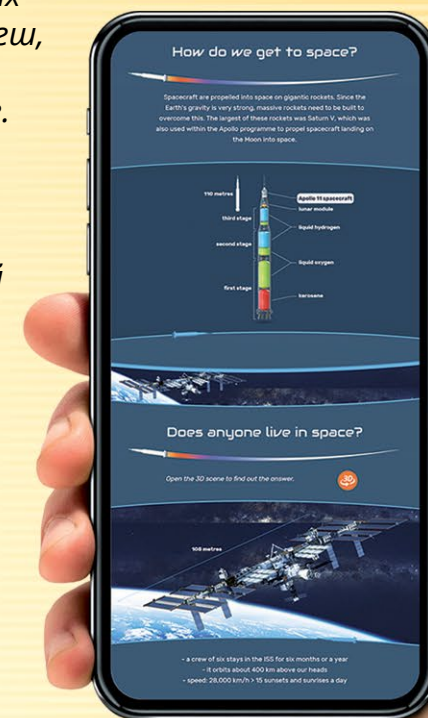 еш,
й
How do we get to space?
Spacecraft are propelled into space on gigantic rockets. Since the
Earth's gravity is very strong, massive rockets need to be built to
overcome this. The largest of these rockets was Saturn V, which was
also used within the Apollo programme to propel spacecraft landing on
the Moon into space.
110 metres
Apollo 11 spacecraft
lunar module
third stage
liquid hydrogen
second stage
liquid oxygen
first stage
kerosene
Does anyone live in space?
Open the 3D scene to find out the answer.
3D
108 metres
- a crew of six stays in the ISS for six months or a year
- it orbits about 400 km above our heads
- speed: 28,000 km/h > 15 sunsets and sunrises a day